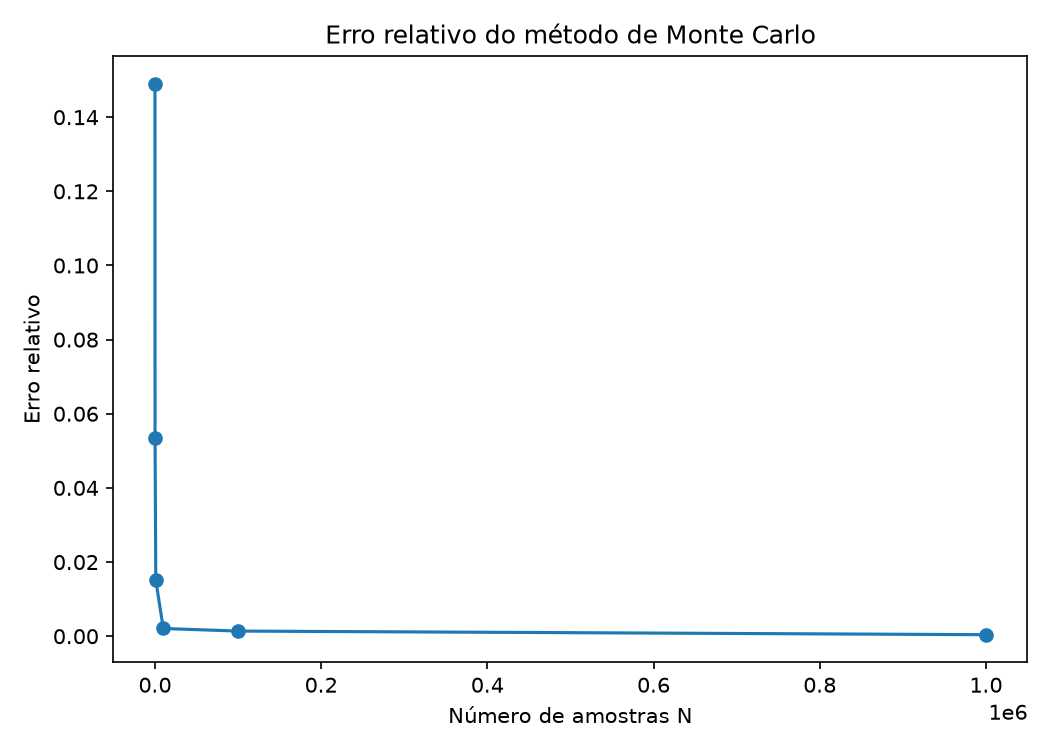 Erro relativo do método de Monte Carlo
Erro relativo
0.14
0.12
0.10
0.08
0.06
0.04
0.02
0.00
0.0 0.2 0.4 0.6 0.8 1.0
1e6
Número de amostras N